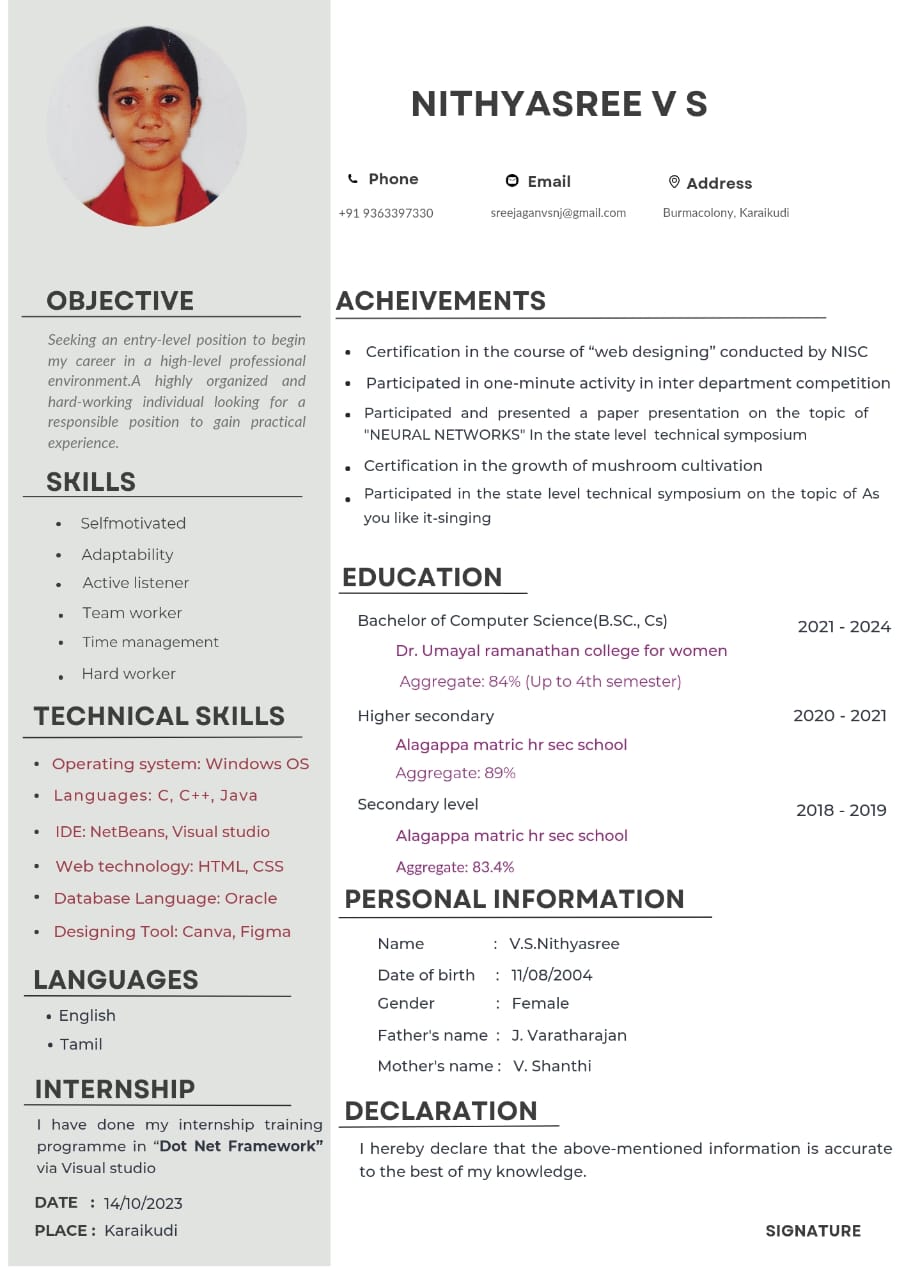 NITHYASREE V S
Phone
Email
Address
+91 9363397330
sreejaganvsnj@gmail.com
Burmacolony, Karaikudi
OBJECTIVE
Seeking an entry-level position to begin
my career in a high-level professional
environment.A highly organized and
hard-working individual looking for a
responsible position to gain practical
experience.
SKILLS
• Selfmotivated
• Adaptability
• Active listener
• Team worker
• Time management
• Hard worker
TECHNICAL SKILLS
• Operating system: Windows OS
• Languages: C, C++, Java
• IDE: NetBeans, Visual studio
• Web technology: HTML, CSS
• Database Language: Oracle
• Designing Tool: Canva, Figma
LANGUAGES
• English
• Tamil
INTERNSHIP
I have done my internship training
programme in “Dot Net Framework”
via Visual studio
DATE : 14/10/2023
PLACE : Karaikudi
ACHEIVEMENTS
• Certification in the course of “web designing” conducted by NISC
• Participated in one-minute activity in inter department competition
• Participated and presented a paper presentation on the topic of
"NEURAL NETWORKS" In the state level technical symposium
• Certification in the growth of mushroom cultivation
• Participated in the state level technical symposium on the topic of As
you like it-singing
EDUCATION
Bachelor of Computer Science(B.SC., Cs) 2021 - 2024
Dr. Umayal ramanathan college for women
Aggregate: 84% (Up to 4th semester)
Higher secondary 2020 - 2021
Alagappa matric hr sec school
Aggregate: 89%
Secondary level 2018 - 2019
Alagappa matric hr sec school
Aggregate: 83.4%
PERSONAL INFORMATION
Name : V.S.Nithyasree
Date of birth : 11/08/2004
Gender : Female
Father's name : J. Varatharajan
Mother's name : V. Shanthi
DECLARATION
I hereby declare that the above-mentioned information is accurate
to the best of my knowledge.
SIGNATURE